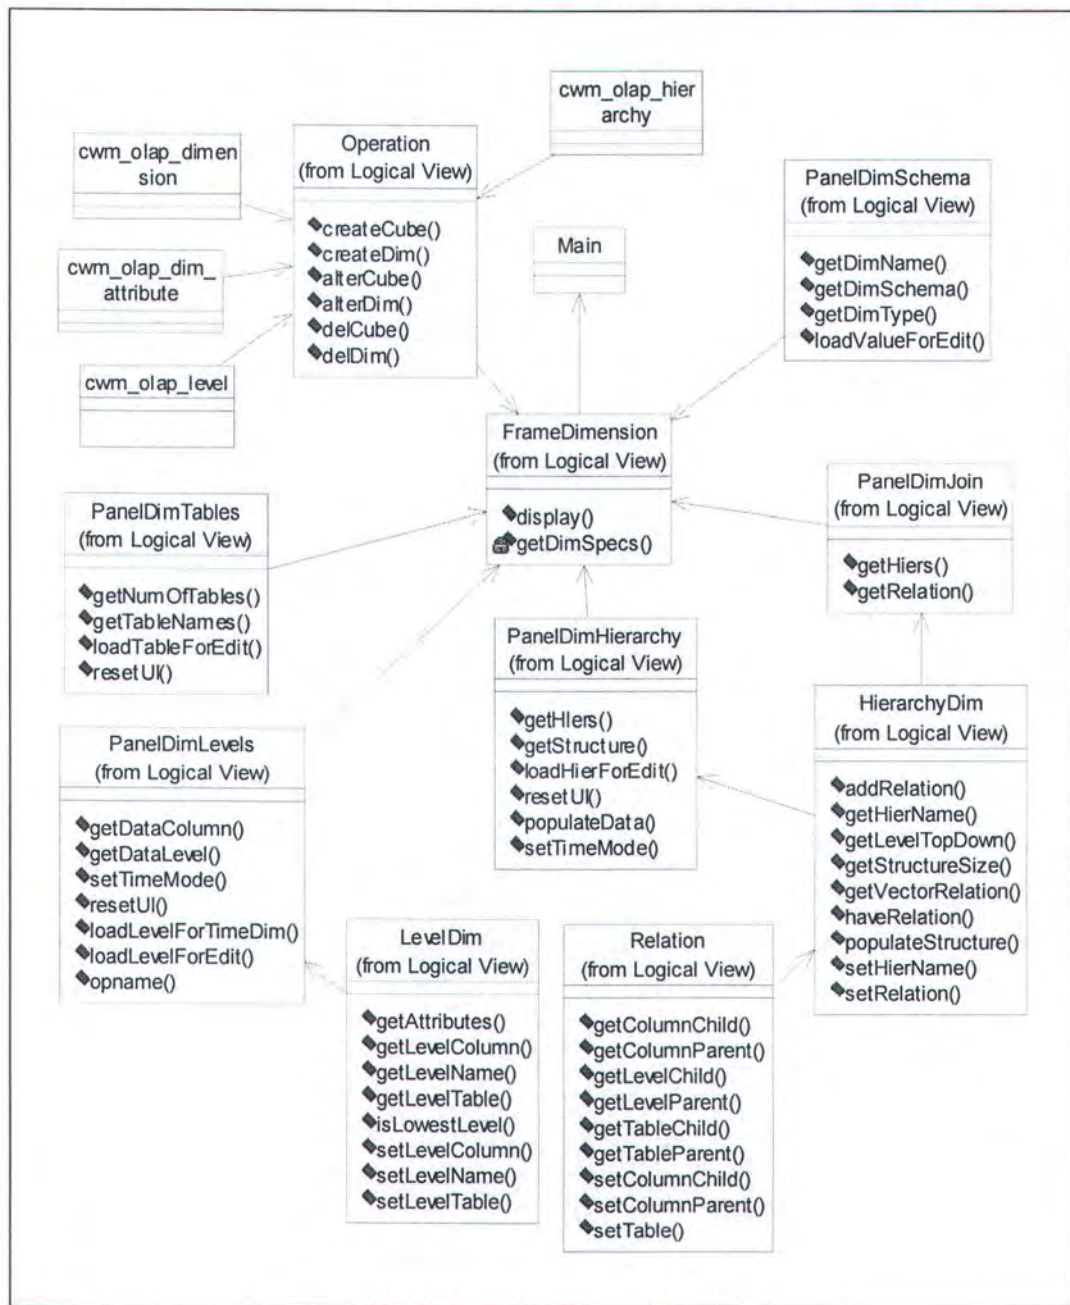 cwm_olap_hier
archy
Operation
(from Logical View)
createCube()
createDim()
alterCube()
alterDim()
delCube()
delDim()
cwm_olap_dimen
sion
cwm_olap_dim_
attribute
cwm_olap_level
Main
PanelDimSchema
(from Logical View)
getDimName()
getDimSchema()
getDimType()
loadValueForEdit()
FrameDimension
(from Logical View)
display()
getDimSpecs()
PanelDimTables
(from Logical View)
getNumOfTables()
getTableNames()
loadTableForEdit()
resetUI()
PanelDimJoin
(from Logical View)
getHiers()
getRelation()
PanelDimHierarchy
(from Logical View)
getHIers()
getStructure()
loadHierForEdit()
resetUI()
populateData()
setTimeMode()
HierarchyDim
(from Logical View)
addRelation()
getHierName()
getLevelTopDown()
getStructureSize()
getVectorRelation()
haveRelation()
populateStructure()
setHierName()
setRelation()
PanelDimLevels
(from Logical View)
getDataColumn()
getDataLevel()
setTimeMode()
resetUI()
loadLevelForTimeDim()
loadLevelForEdit()
opname()
LevelDim
(from Logical View)
getAttributes()
getLevelColumn()
getLevelName()
getLevelTable()
isLowestLevel()
setLevelColumn()
setLevelName()
setLevelTable()
Relation
(from Logical View)
getColumnChild()
getColumnParent()
getLevelChild()
getLevelParent()
getTableChild()
getTableParent()
setColumnChild()
setColumnParent()
setTable()